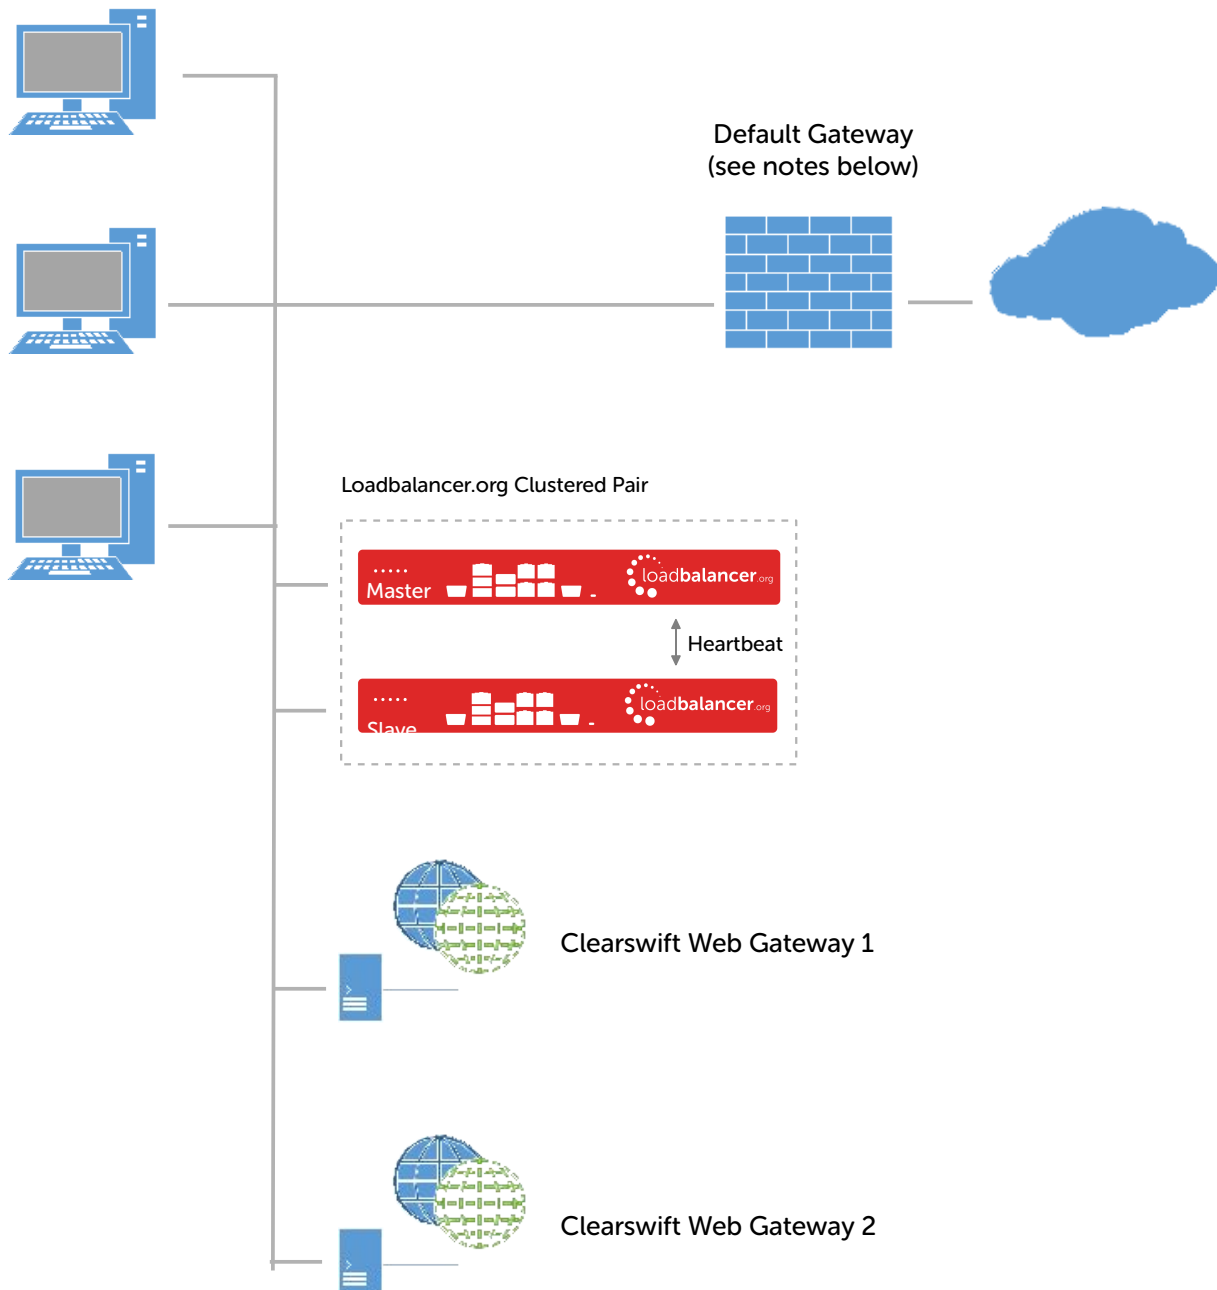 Default Gateway
(see notes below)
Loadbalancer.org Clustered Pair
Master
loadbalancer.org
Heartbeat
Slave
loadbalancer.org
Clearswift Web Gateway 1
Clearswift Web Gateway 2